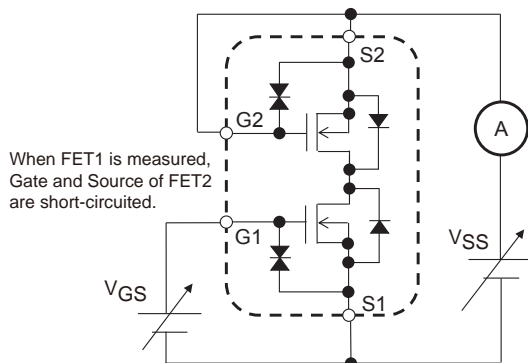 S2
G2
A
When FET1 is measured,
Gate and Source of FET2
are short-circuited.
G1
VSS
VGS
S1